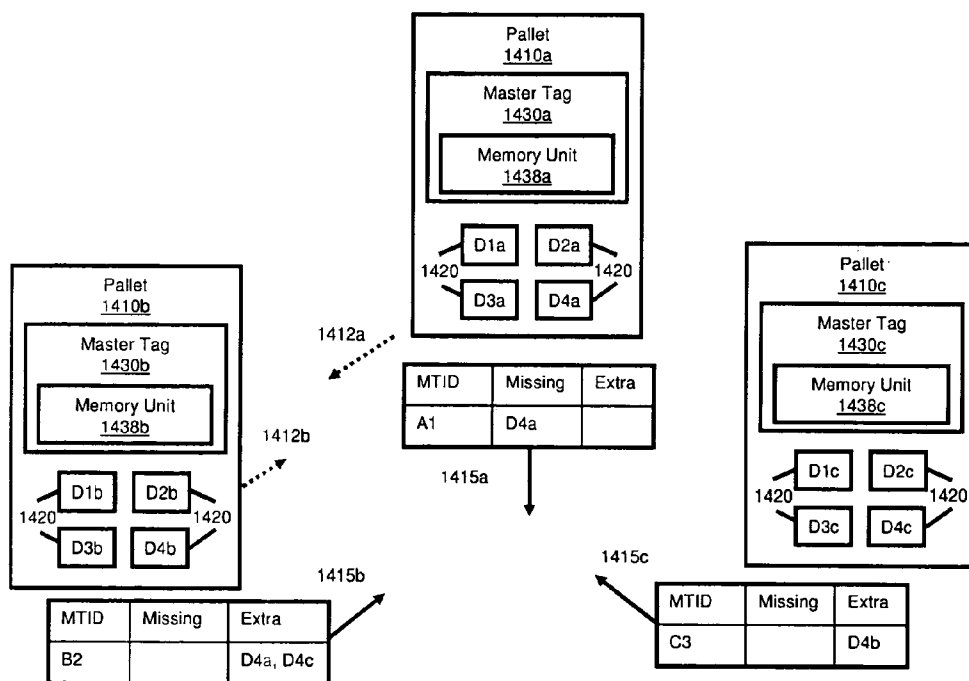 Pallet
1410a
Master Tag
1430a
Memory Unit
1438a
D1a D2a
1420 1420
D3a D4a
Pallet
1410b
Master Tag
1430b
Memory Unit
1438b
D1b D2b
1420 1420
D3b D4b
Pallet
1410c
Master Tag
1430c
Memory Unit
1438c
D1c D2c
1420 1420
D3c D4c
1412a
1412b
MTID Missing Extra
A1 D4a
1415a
1415b
1415c
MTID Missing Extra
B2 D4a, D4c
MTID Missing Extra
C3 D4b